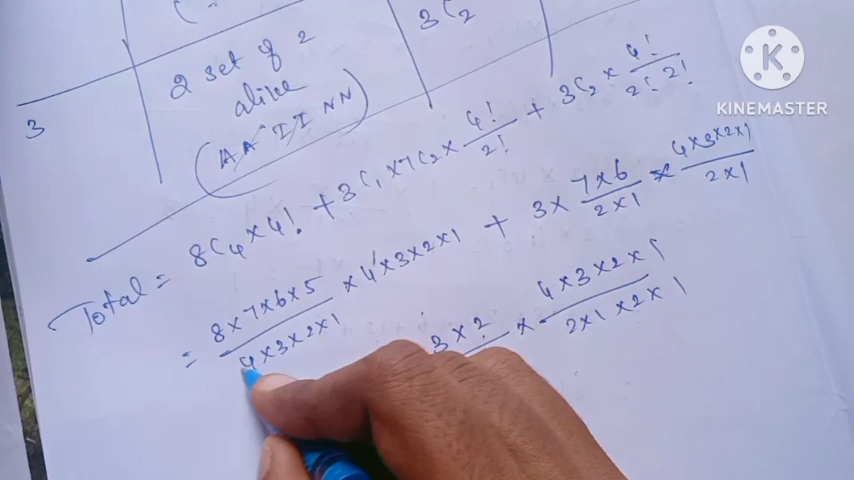 3C2
3
2 set of 2
alike
(AA II NN)
KINEMASTER
Total = 8C4 × 4! + 3C1 × 7C2 × 4!/2! + 3C2 × 4!/2! 2!
= 8×7×6×5/4×3×2×1 × 4×3×2×1 + 3 × 7×6/2×1 × 4×3×2×1/2×1
3×2 × 4×3×2×1/2×1×2×1